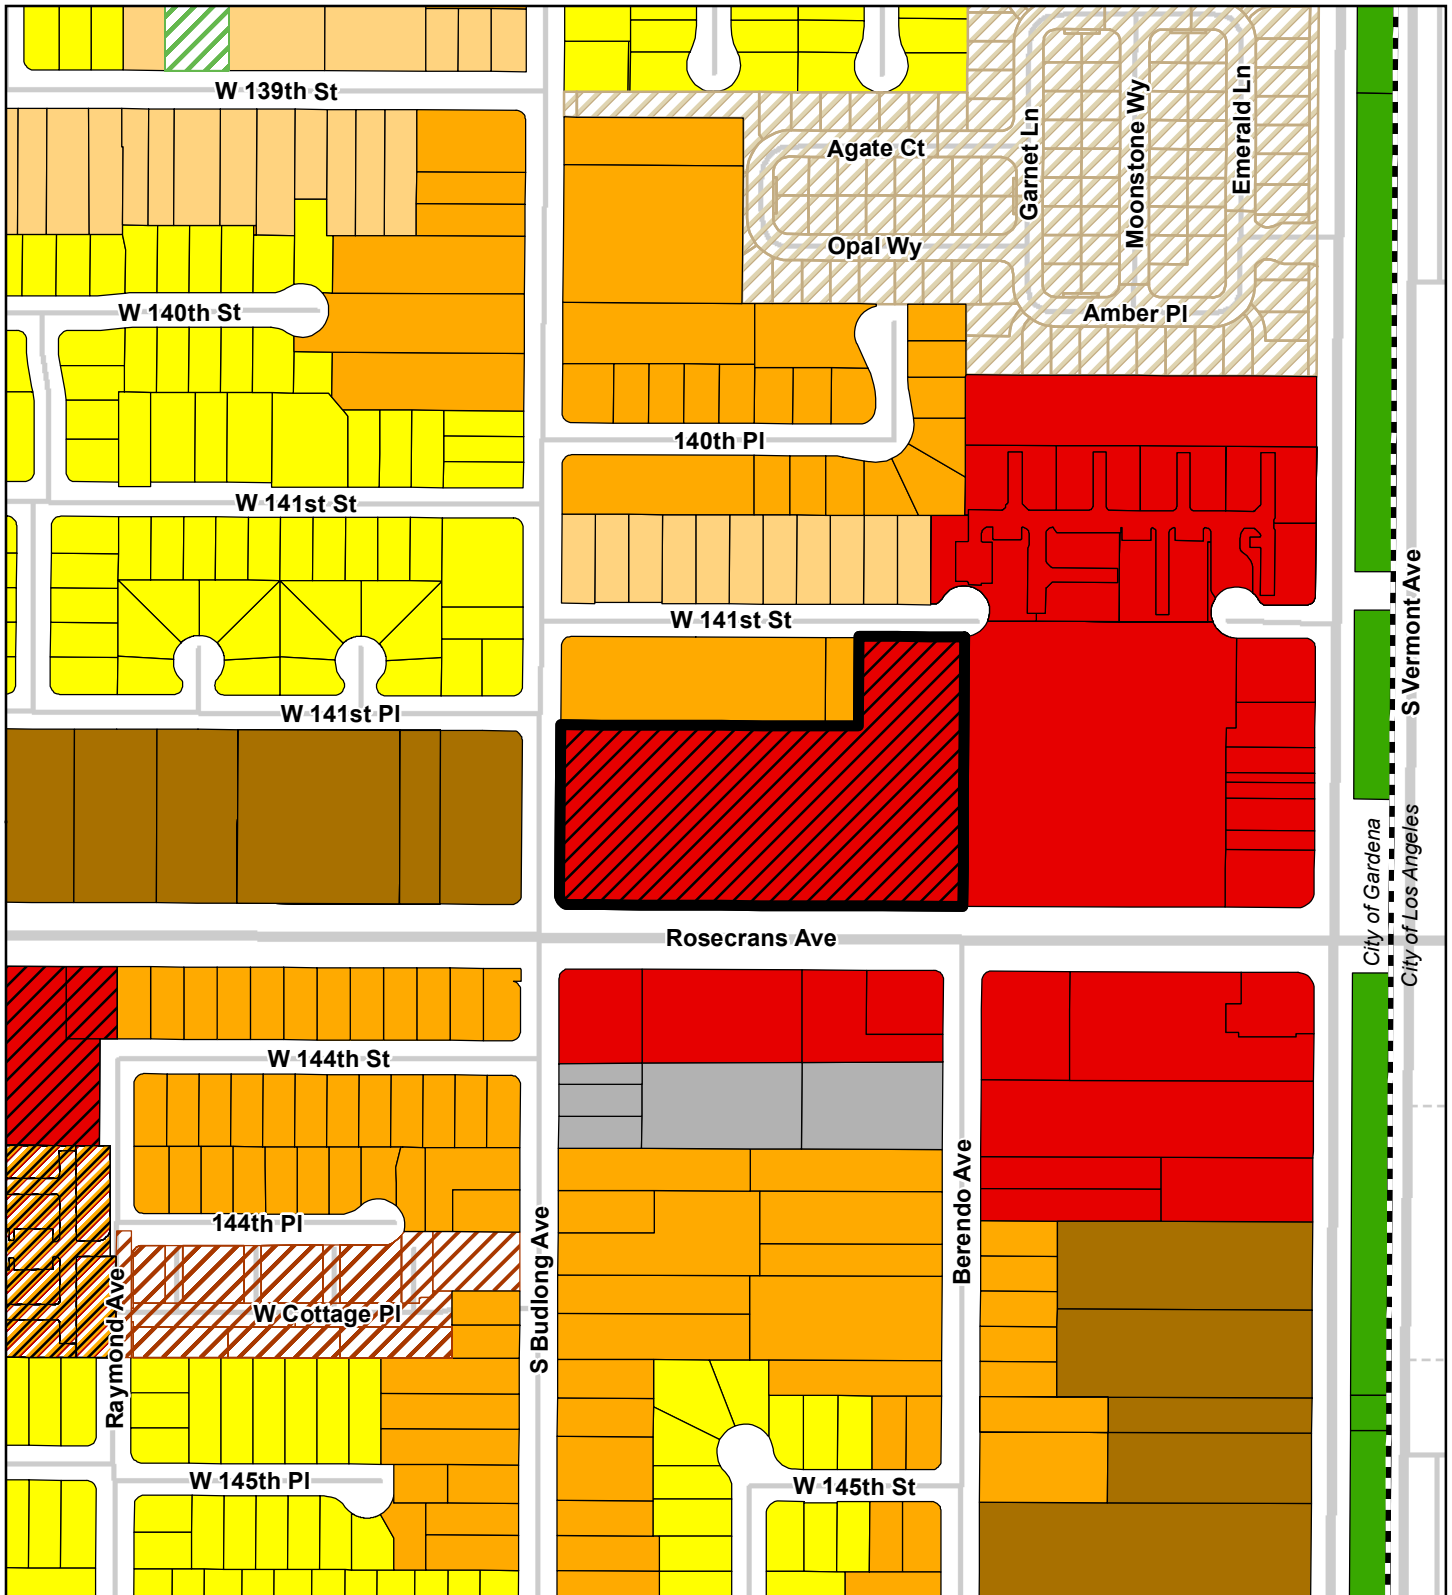 W 139th St
Agate Ct
Garnet Ln
Moonstone Wy
Emerald Ln
Opal Wy
W 140th St
Amber Pl
140th Pl
W 141st St
W 141st St
S Vermont Ave
W 141st Pl
City of Gardena
City of Los Angeles
Rosecrans Ave
W 144th St
144th Pl
S Budlong Ave
Berendo Ave
Raymond Ave
W Cottage Pl
W 145th Pl
W 145th St